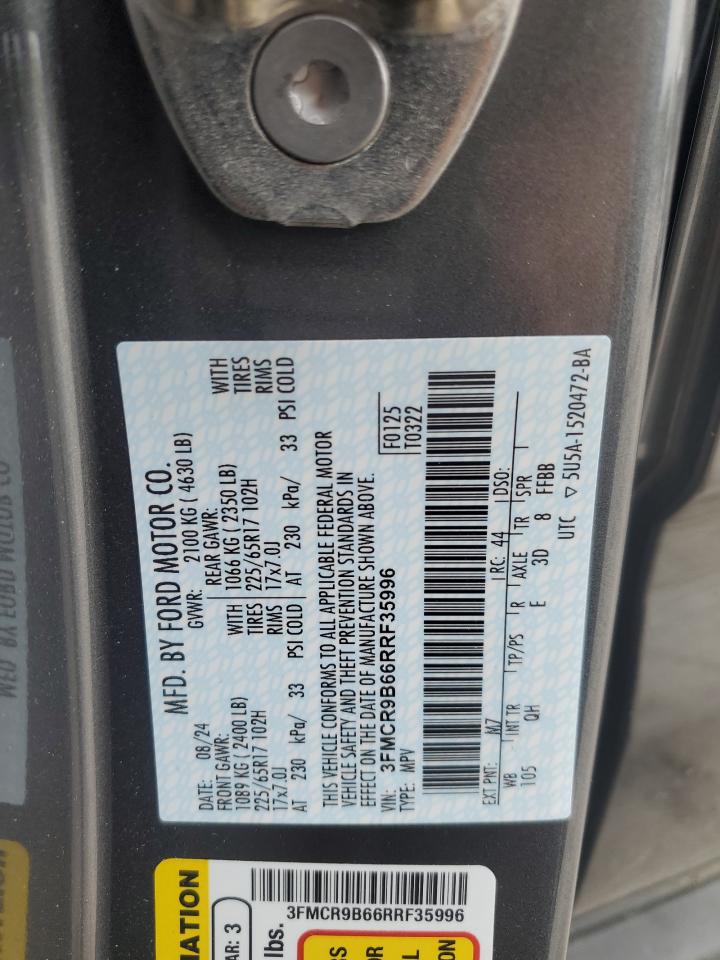 MFD. BY FORD MOTOR CO.
DATE: 08/24 GVWR: 2100 KG ( 4630 LB)
FRONT GAWR: REAR GAWR:
1089 KG ( 2400 LB) 1066 KG ( 2350 LB) WITH
225/65R17 102H TIRES 225/65R17 102H TIRES
17x7.0J RIMS 17x7.0J RIMS
AT 230 kPa/ 33 PSI COLD AT 230 kPa/ 33 PSI COLD
WITH
THIS VEHICLE CONFORMS TO ALL APPLICABLE FEDERAL MOTOR
VEHICLE SAFETY AND THEFT PREVENTION STANDARDS IN
EFFECT ON THE DATE OF MANUFACTURE SHOWN ABOVE.
VIN: 3FMCR9B66RRF35996
TYPE: MPV
F0125
T0322
EXT PNT: M7 RC: 44 DSO:
WB INT TR TP/PS R AXLE TR SPR
105 QH E 3D 8 FFBB
UTC ▽ 5U5A-1520472-BA
3FMCR9B66RRF35996
AR: 3
lbs.